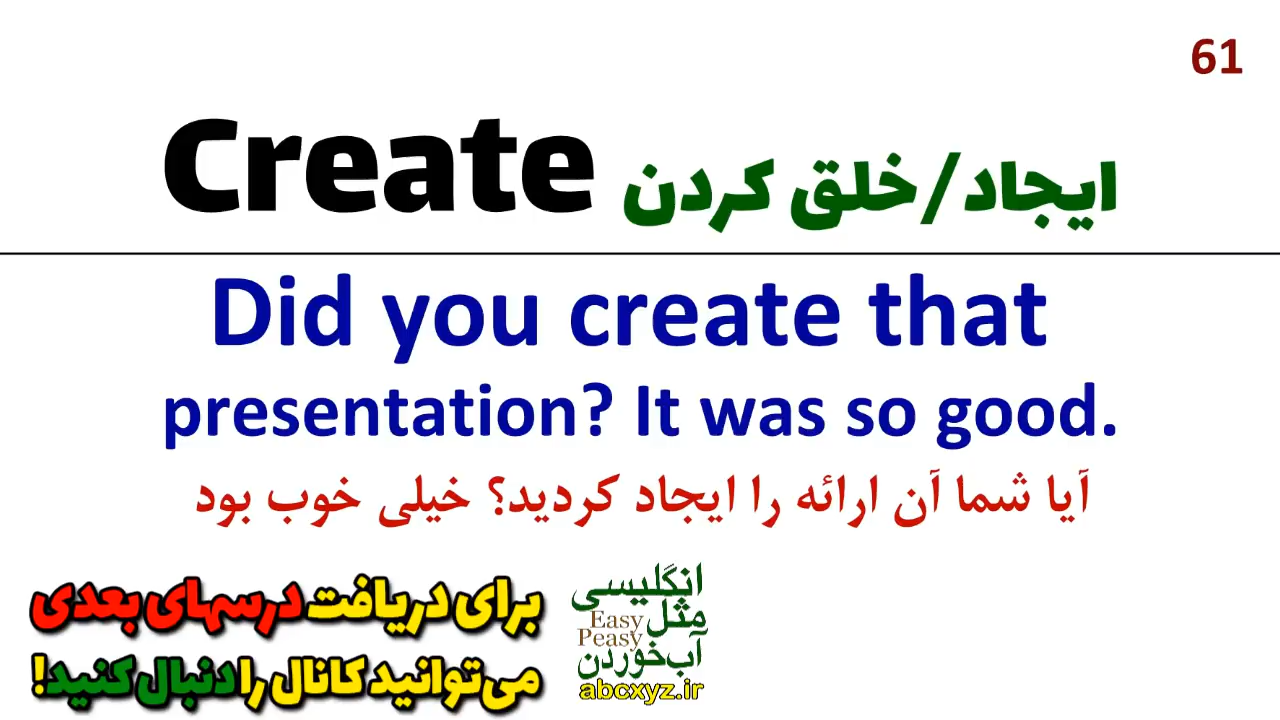 61
Create ایجاد/خلق کردن
Did you create that
presentation? It was so good.
آیا شما آن ارائه را ایجاد کردید؟ خیلی خوب بود
برای دریافت درسهای بعدی
می‌توانید کانال را دنبال کنید!
انگلیسی
مثل Easy
Peasy
آب‌خوردن
abcxyz.ir